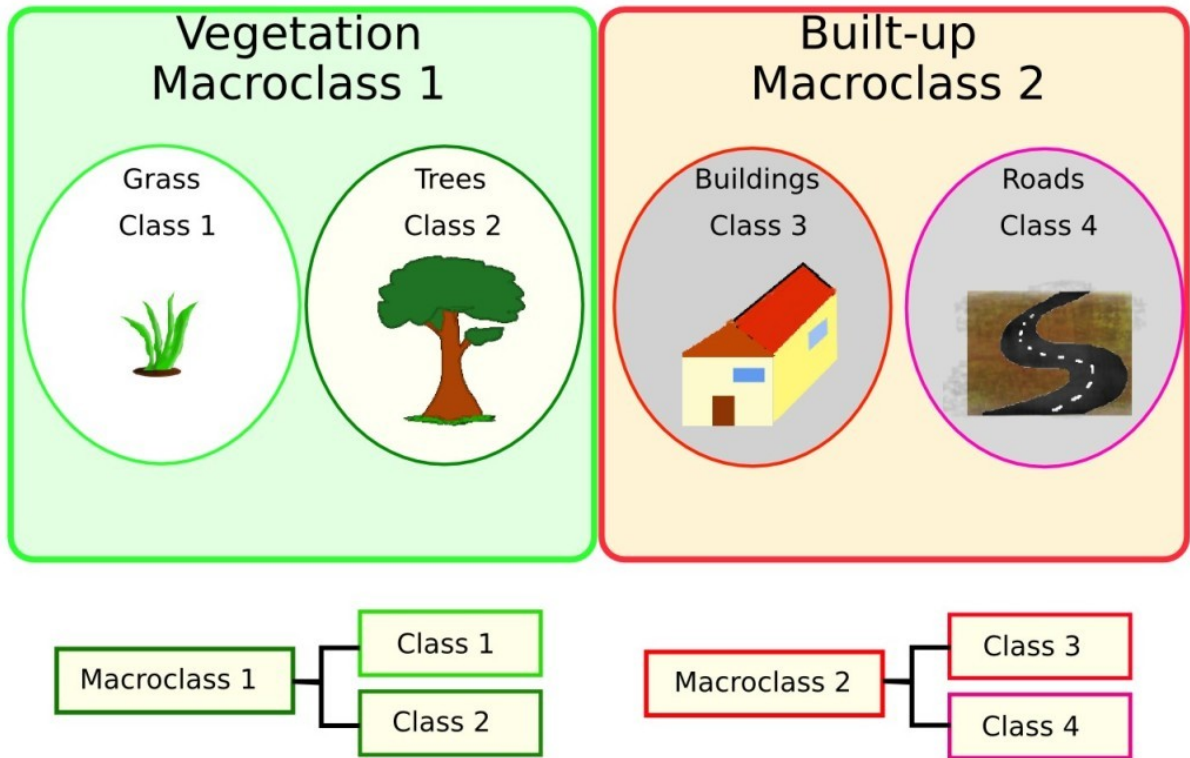 Vegetation
Macroclass 1
Grass
Class 1
Trees
Class 2
Built-up
Macroclass 2
Buildings
Class 3
Roads
Class 4
Macroclass 1
Class 1
Class 2
Macroclass 2
Class 3
Class 4